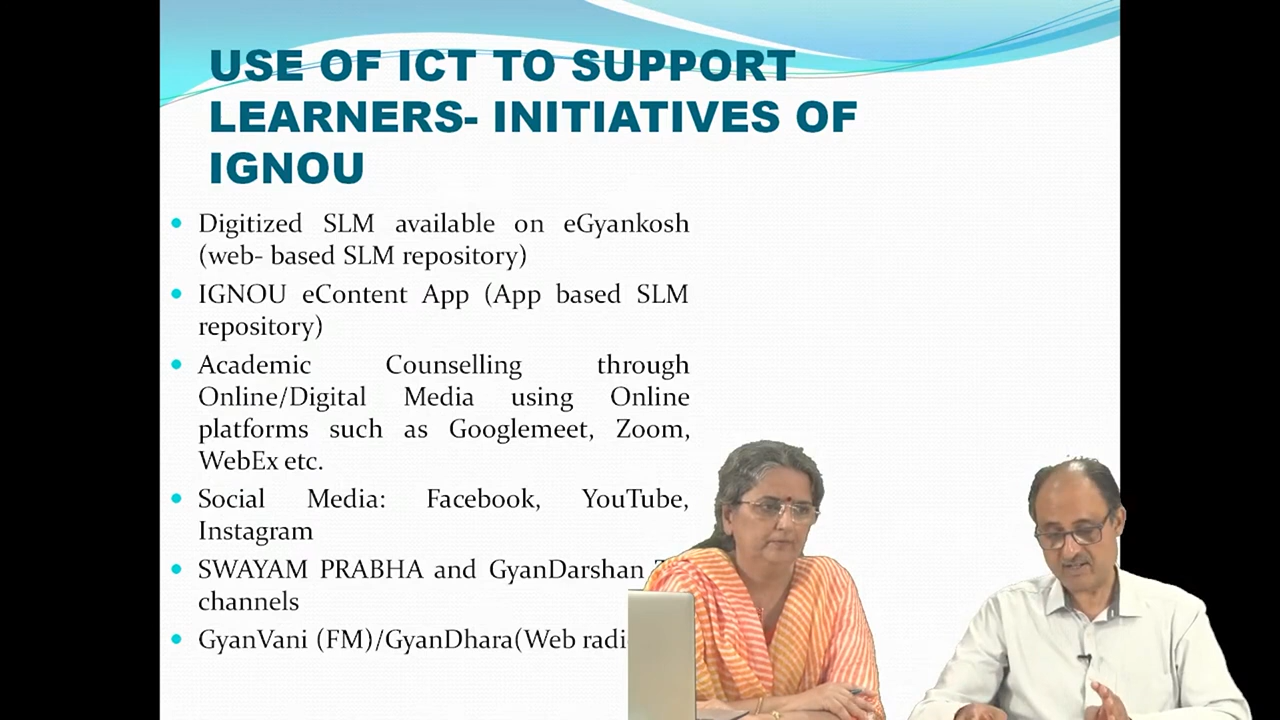 USE OF ICT TO SUPPORT
LEARNERS- INITIATIVES OF
IGNOU
• Digitized SLM available on eGyankosh
(web- based SLM repository)
• IGNOU eContent App (App based SLM
repository)
• Academic Counselling through
Online/Digital Media using Online
platforms such as Googlemeet, Zoom,
WebEx etc.
• Social Media: Facebook, YouTube,
Instagram
• SWAYAM PRABHA and GyanDarshan
channels
• GyanVani (FM)/GyanDhara(Web